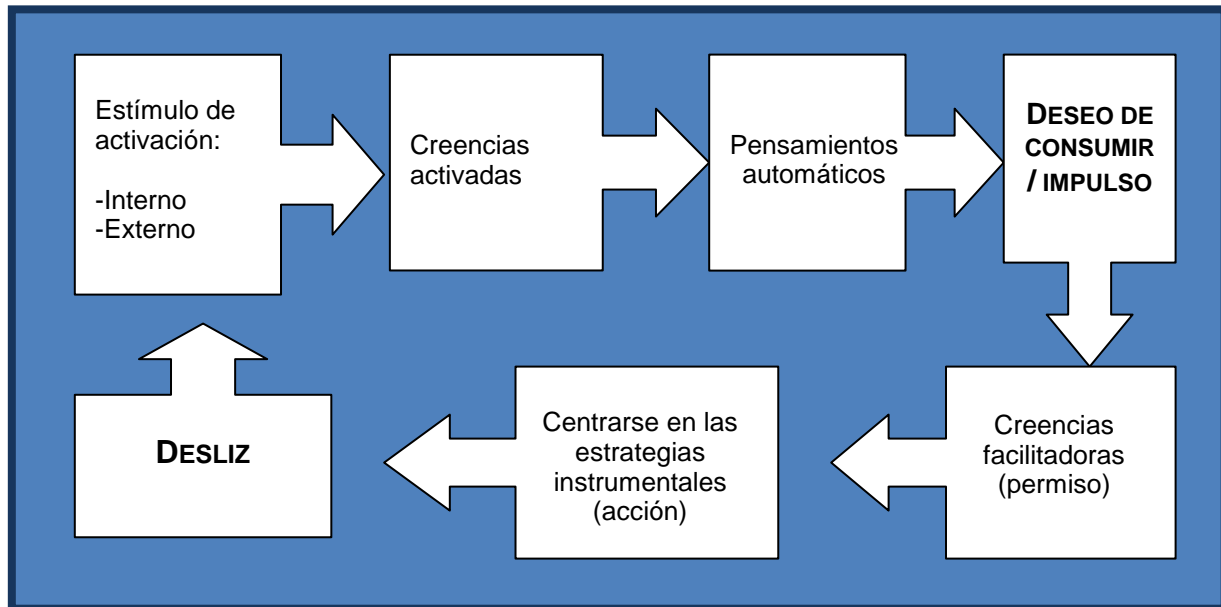 Estímulo de
activación:
-Interno
-Externo
Creencias
activadas
Pensamientos
automáticos
DESEO DE
CONSUMIR
/ IMPULSO
Creencias
facilitadoras
(permiso)
Centrarse en las
estrategias
instrumentales
(acción)
DESLIZ